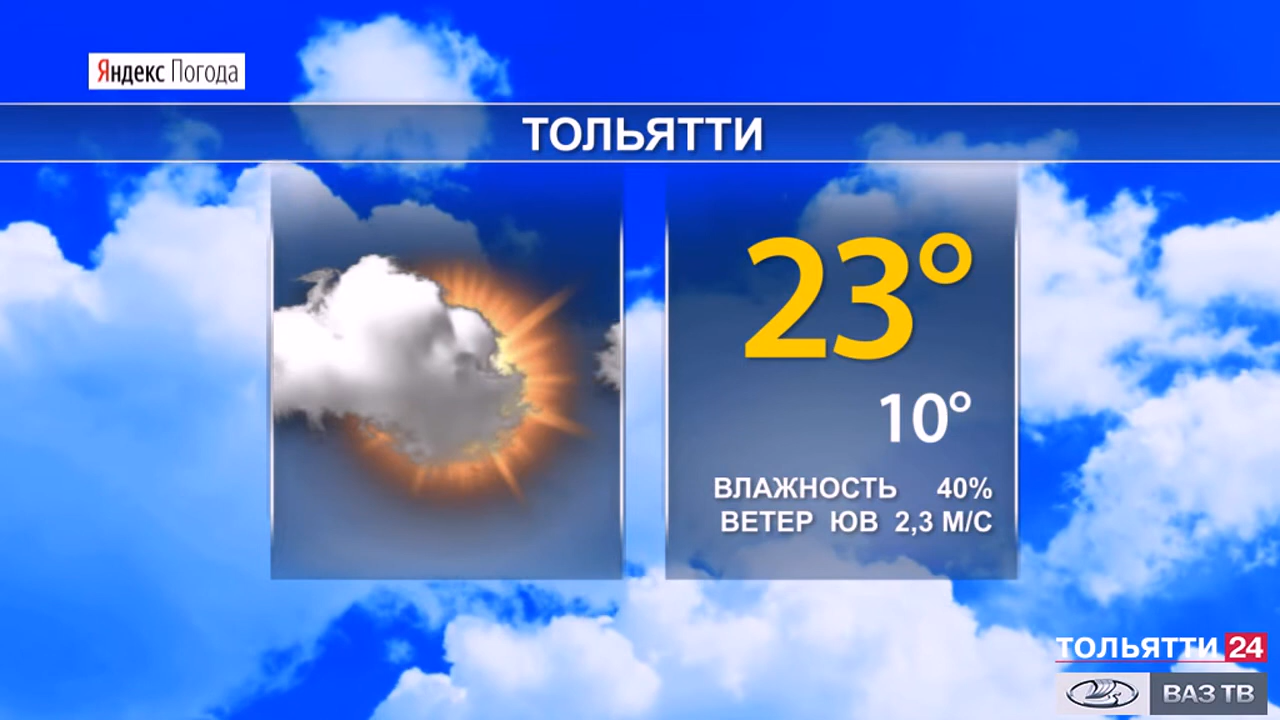 Яндекс Погода
ТОЛЬЯТТИ
23°
10°
ВЛАЖНОСТЬ 40%
ВЕТЕР ЮВ 2,3 М/С
ТОЛЬЯТТИ 24
ВАЗ ТВ